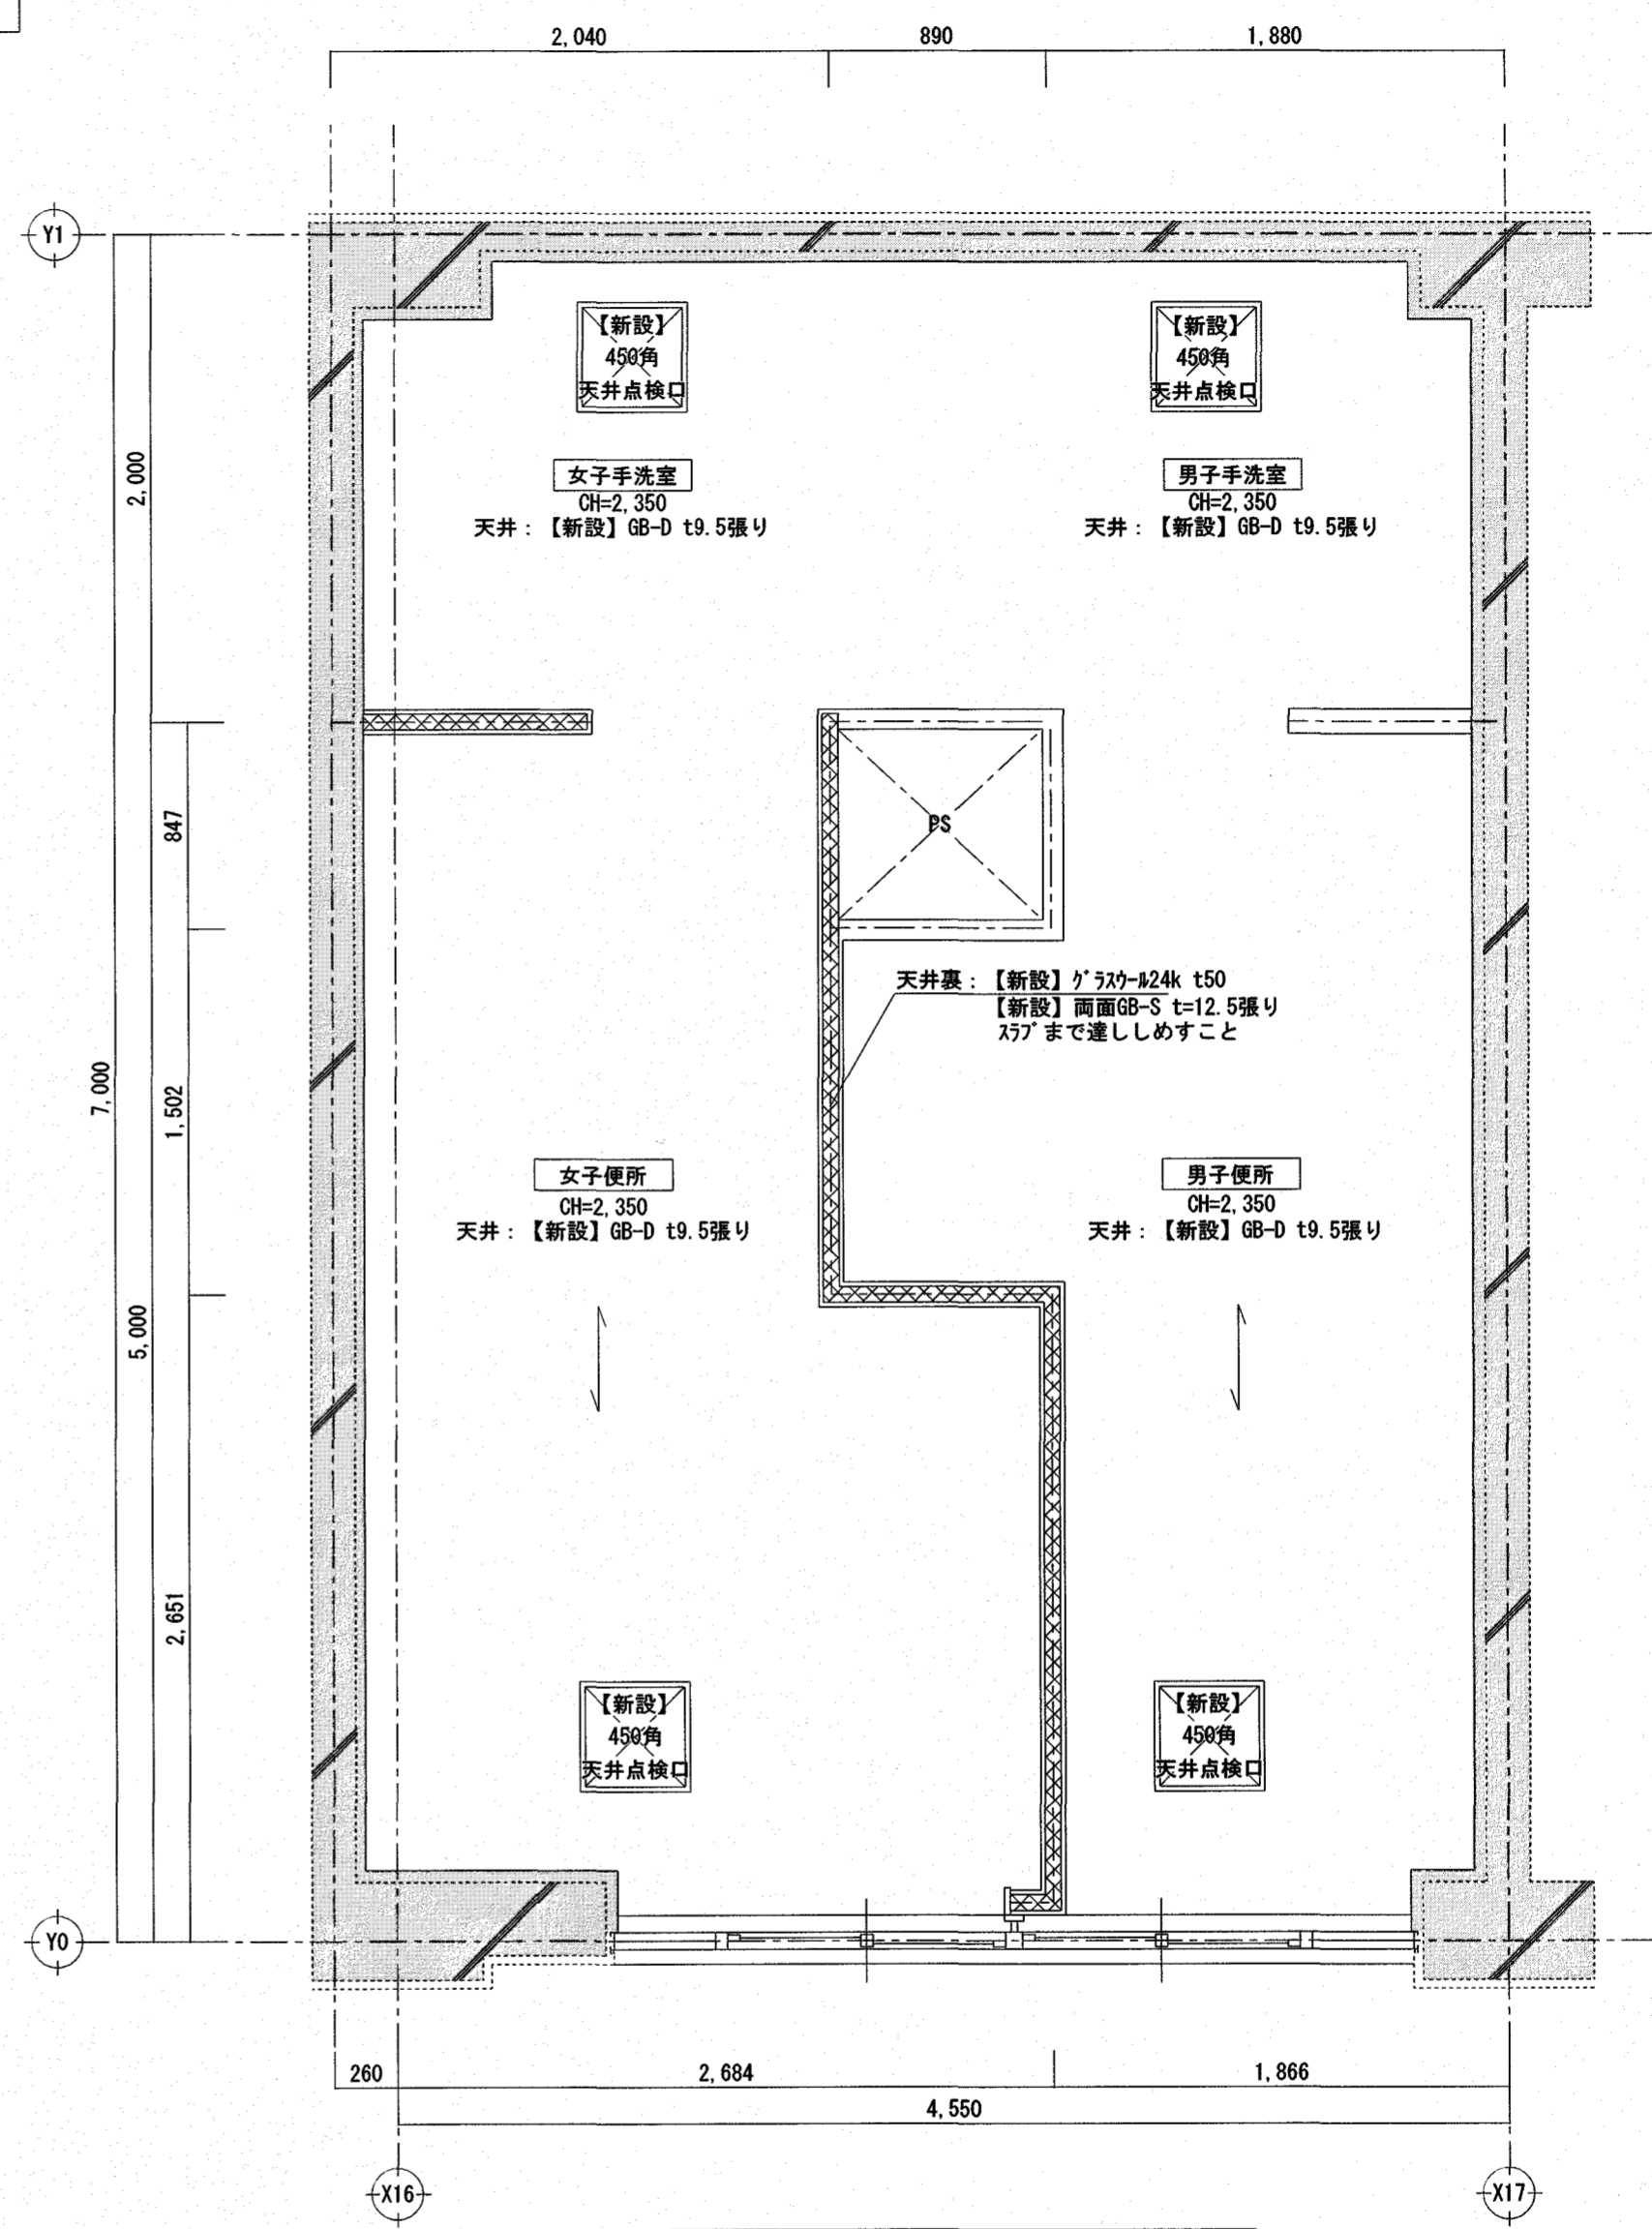 2,040
890
1,880
Y1
【新設】
450角
天井点検口
【新設】
450角
天井点検口
2,000
女子手洗室
CH=2,350
天井：【新設】GB-D t9.5張り
男子手洗室
CH=2,350
天井：【新設】GB-D t9.5張り
847
PS
天井裏：【新設】ｸﾞﾗｽｳｰﾙ24k t50
【新設】両面GB-S t=12.5張り
ｽﾗﾌﾞまで達ししめすこと
7,000
1,502
女子便所
CH=2,350
天井：【新設】GB-D t9.5張り
男子便所
CH=2,350
天井：【新設】GB-D t9.5張り
5,000
2,651
【新設】
450角
天井点検口
【新設】
450角
天井点検口
Y0
260
2,684
1,866
4,550
X16
X17